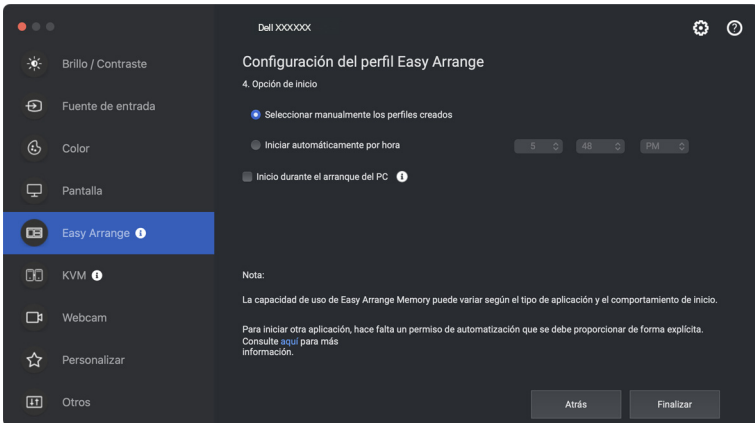 Dell XXXXXX
Brillo / Contraste
Fuente de entrada
Color
Pantalla
Easy Arrange
KVM
Webcam
Personalizar
Otros
Configuración del perfil Easy Arrange
4. Opción de inicio
Seleccionar manualmente los perfiles creados
Iniciar automáticamente por hora 5 48 PM
Inicio durante el arranque del PC
Nota:
La capacidad de uso de Easy Arrange Memory puede variar según el tipo de aplicación y el comportamiento de inicio.
Para iniciar otra aplicación, hace falta un permiso de automatización que se debe proporcionar de forma explícita.
Consulte aquí para más
información.
Atrás Finalizar